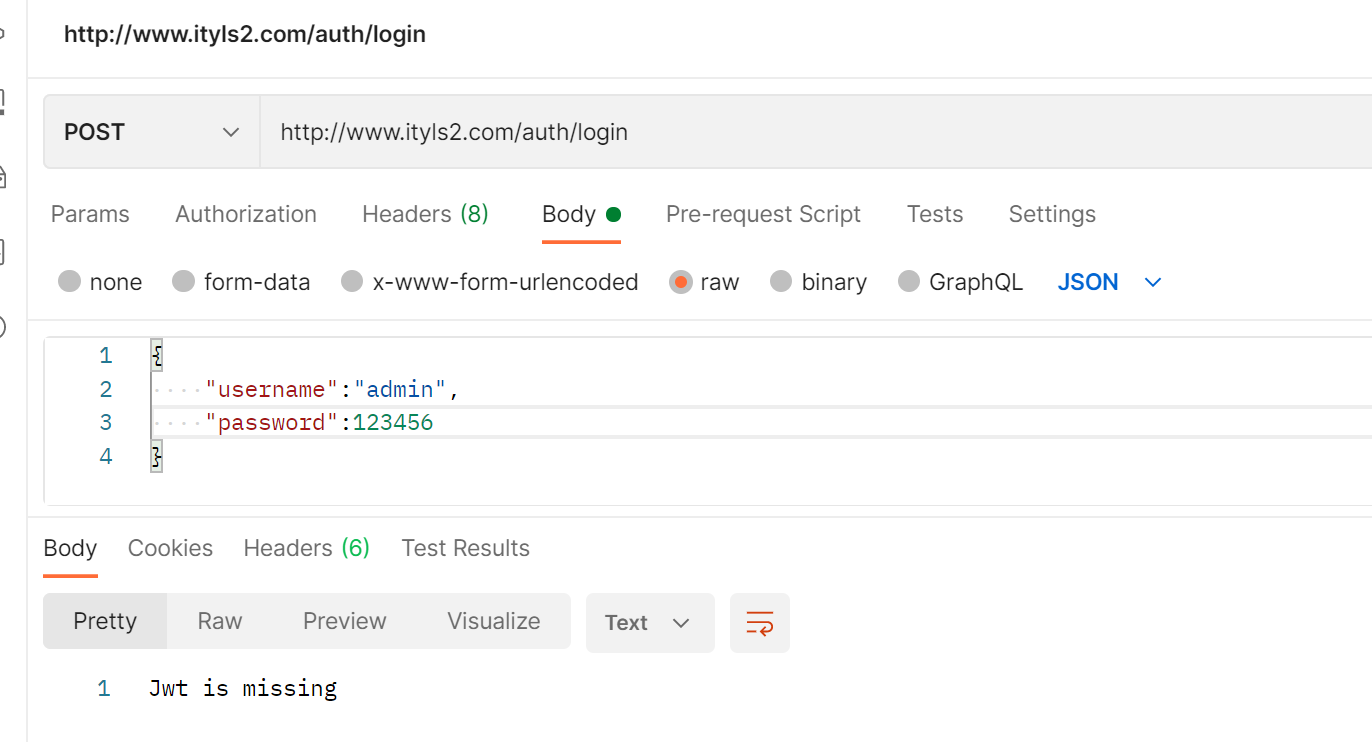 http://www.ityls2.com/auth/login
POST http://www.ityls2.com/auth/login
Params Authorization Headers (8) Body Pre-request Script Tests Settings
none form-data x-www-form-urlencoded raw binary GraphQL JSON
1 {
2 "username":"admin",
3 "password":123456
4 }
Body Cookies Headers (6) Test Results
Pretty Raw Preview Visualize Text
1 Jwt is missing